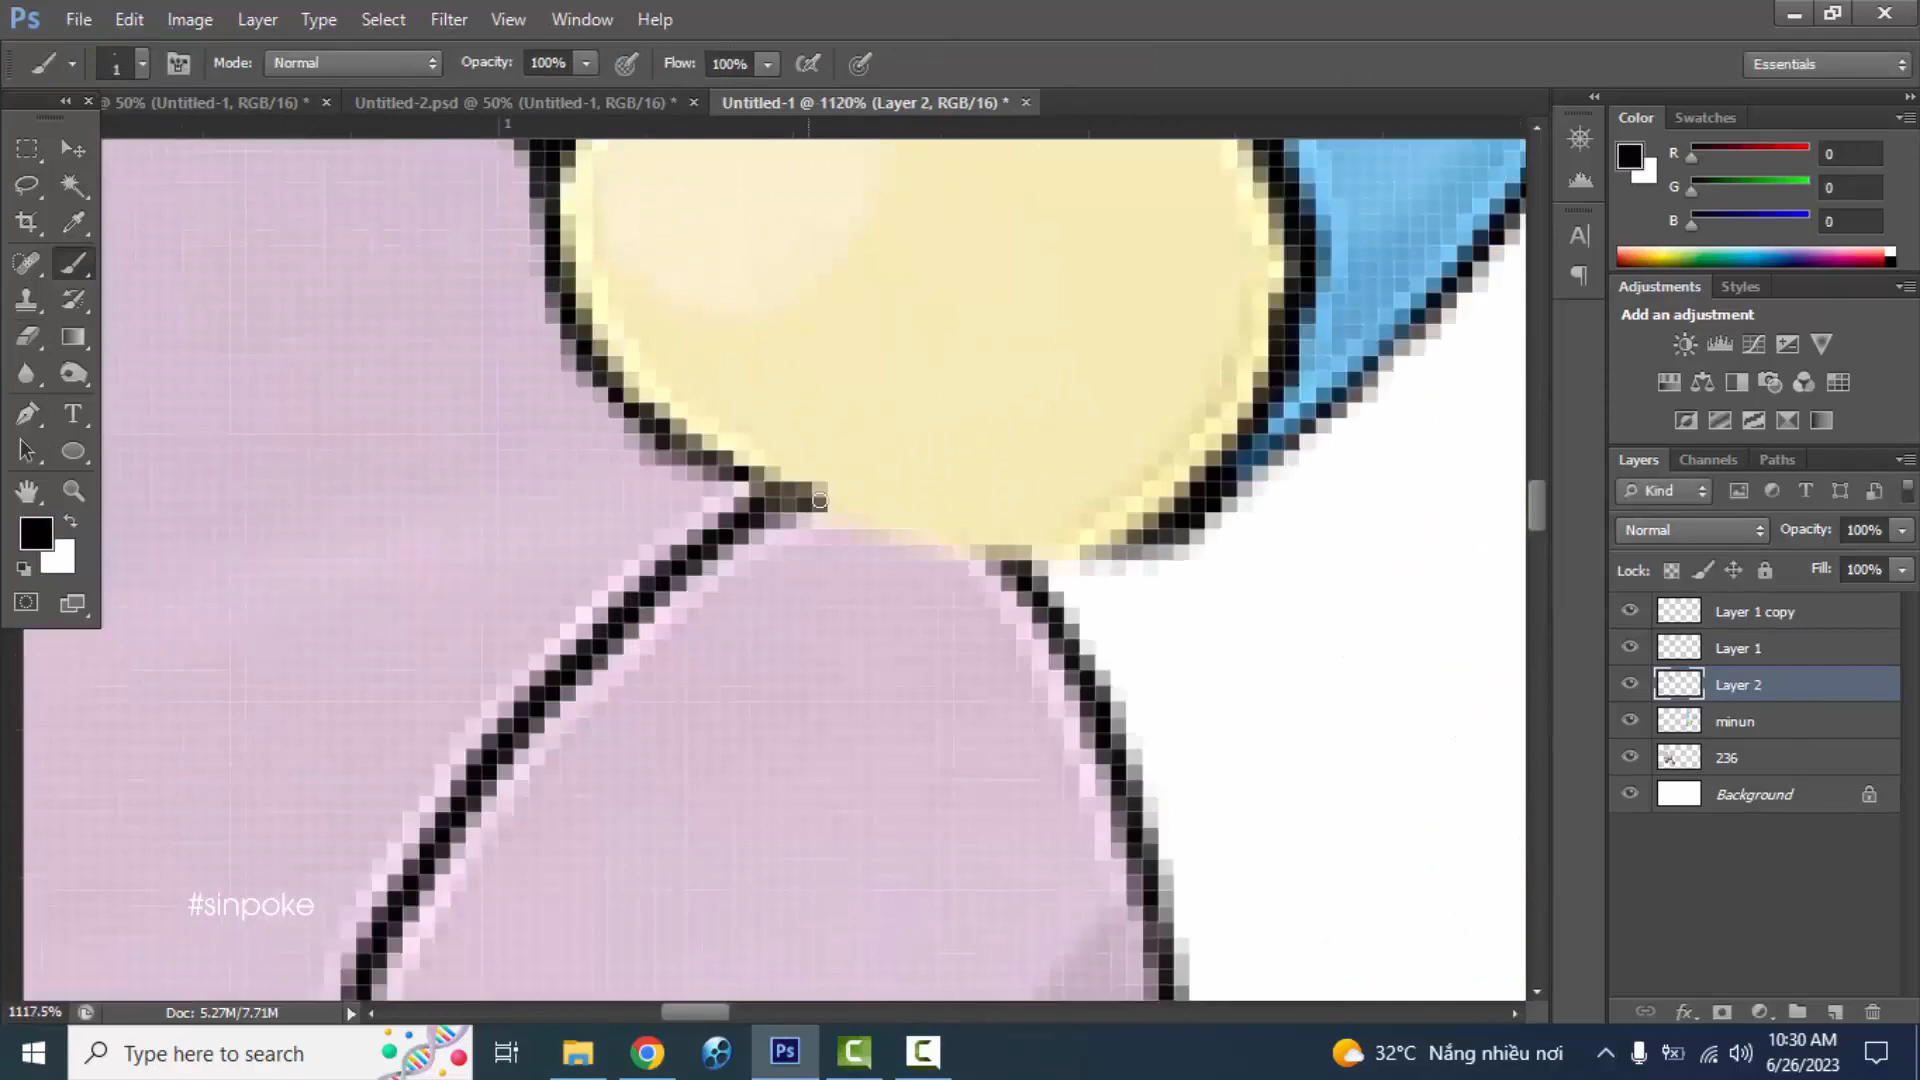 Ps File Edit Image Layer Type Select Filter View Window Help
1 Mode: Normal Opacity: 100% Flow: 100% Essentials
@ 50% (Untitled-1, RGB/16) * × Untitled-2.psd @ 50% (Untitled-1, RGB/16) * × Untitled-1 @ 1120% (Layer 2, RGB/16) * ×
1
Color Swatches
R 0
G 0
B 0
Adjustments Styles
Add an adjustment
Layers Channels Paths
Kind
Normal Opacity: 100%
Lock: Fill: 100%
Layer 1 copy
Layer 1
Layer 2
minun
236
Background
#sinpoke
1117.5% Doc: 5.27M/7.71M
Type here to search
Ps
32°C Nắng nhiều nơi
10:30 AM
6/26/2023